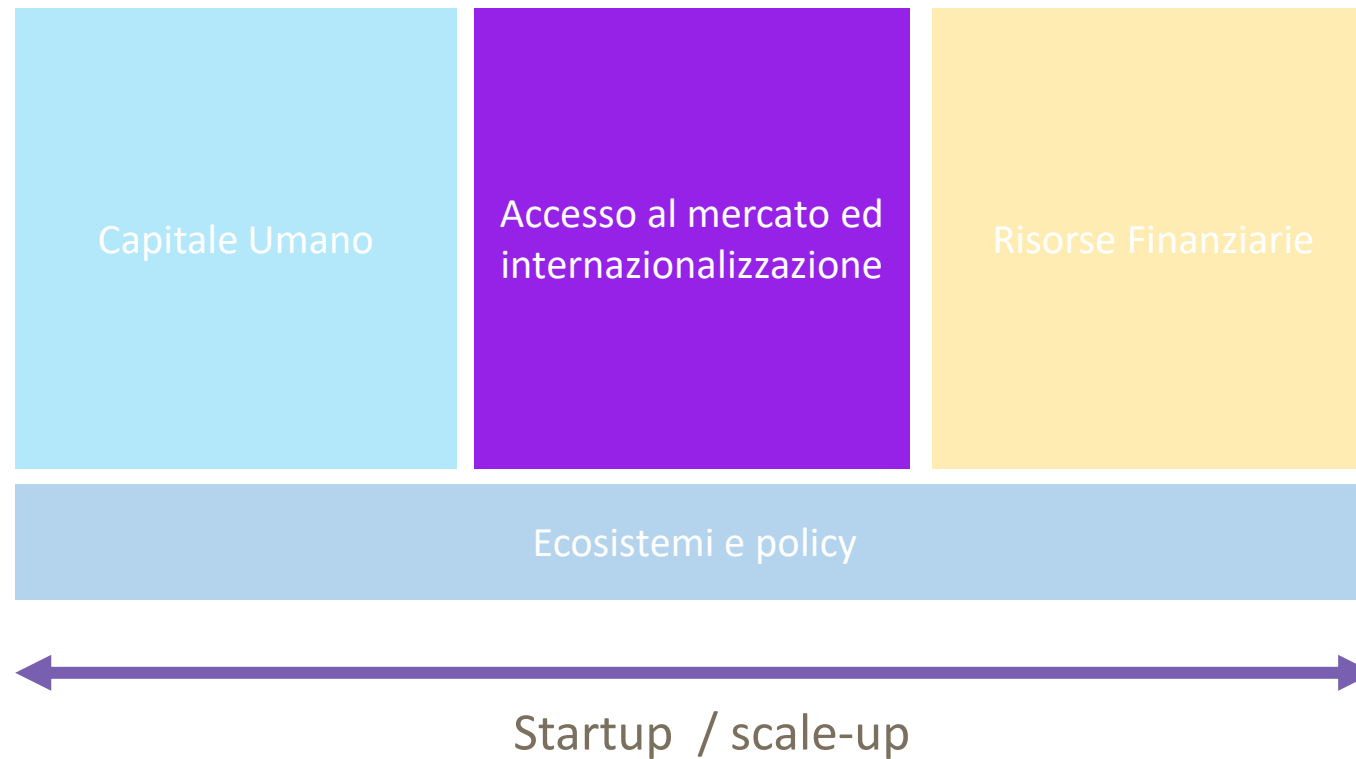 Capitale Umano
Accesso al mercato ed
internazionalizzazione
Risorse Finanziarie
Ecosistemi e policy
Startup / scale-up